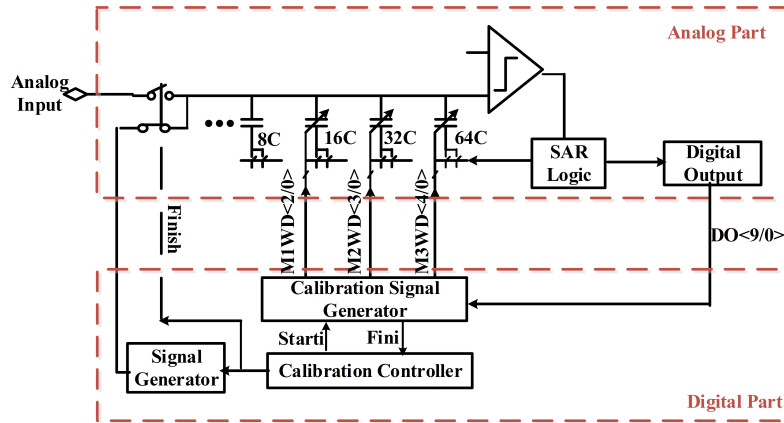 Analog Part
Analog
Input
8C
16C
32C
64C
SAR
Logic
Digital
Output
Finish
M1WD<2/0>
M2WD<3/0>
M3WD<4/0>
DO<9/0>
Calibration Signal
Generator
Starti
Fini
Signal
Generator
Calibration Controller
Digital Part